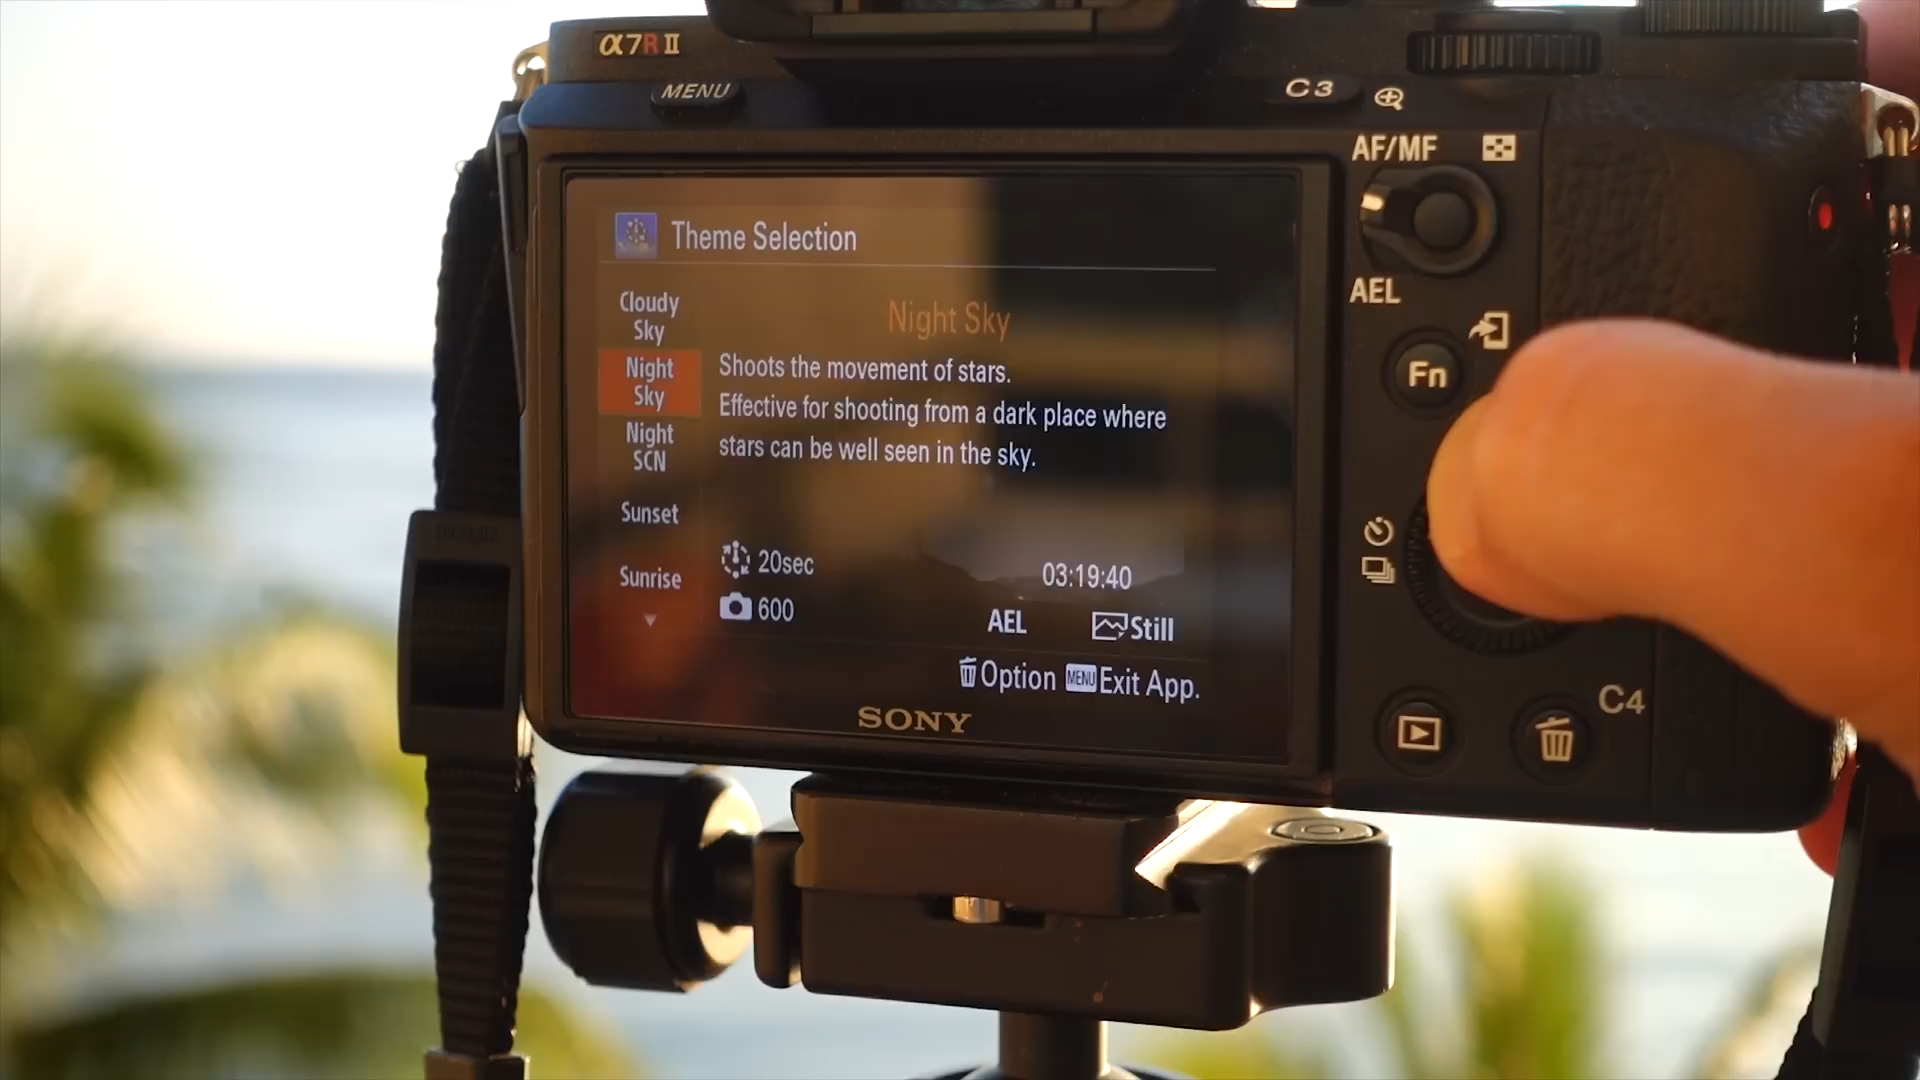 α7RII
MENU
C3
AF/MF
AEL
Fn
Theme Selection
Cloudy
Sky
Night
Sky
Night
SCN
Sunset
Sunrise
Night Sky
Shoots the movement of stars.
Effective for shooting from a dark place where
stars can be well seen in the sky.
20sec
03:19:40
600
AEL
Still
Option MENU Exit App.
SONY
C4